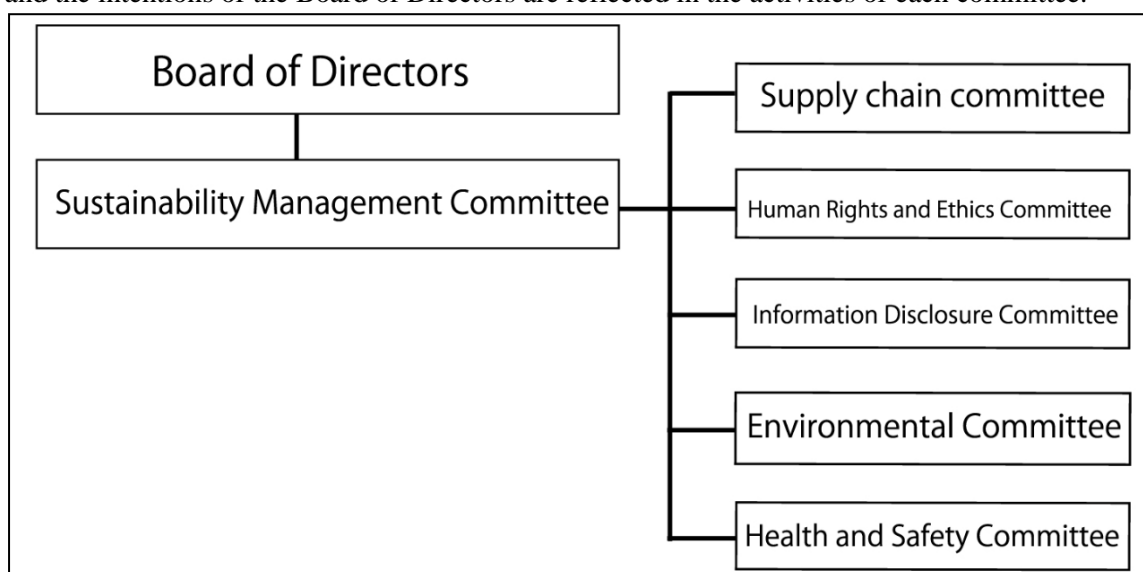 and the intentions of the Board of Directors are reflected in the activities of each committee.
Board of Directors
Sustainability Management Committee
Supply chain committee
Human Rights and Ethics Committee
Information Disclosure Committee
Environmental Committee
Health and Safety Committee